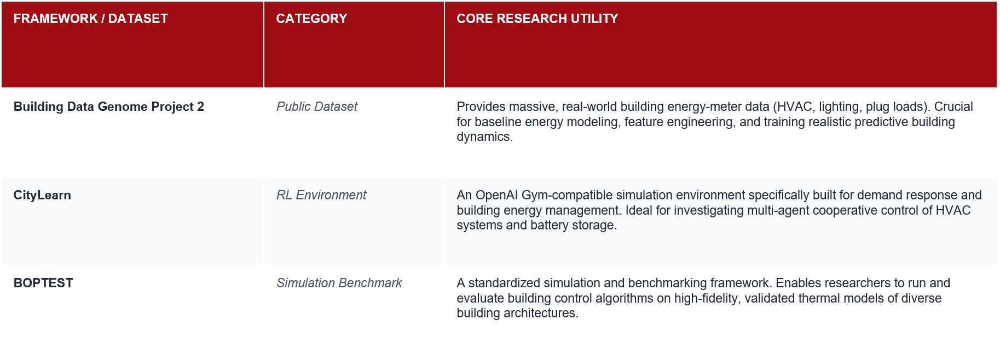 FRAMEWORK / DATASET
CATEGORY
CORE RESEARCH UTILITY
Building Data Genome Project 2
Public Dataset
Provides massive, real-world building energy-meter data (HVAC, lighting, plug loads). Crucial
for baseline energy modeling, feature engineering, and training realistic predictive building
dynamics.
CityLearn
RL Environment
An OpenAI Gym-compatible simulation environment specifically built for demand response and
building energy management. Ideal for investigating multi-agent cooperative control of HVAC
systems and battery storage.
BOPTEST
Simulation Benchmark
A standardized simulation and benchmarking framework. Enables researchers to run and
evaluate building control algorithms on high-fidelity, validated thermal models of diverse
building architectures.